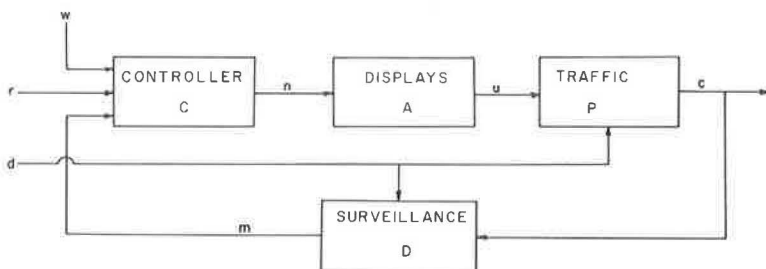 w
CONTROLLER
C
DISPLAYS
A
TRAFFIC
P
r
n
u
c
d
SURVEILLANCE
D
m